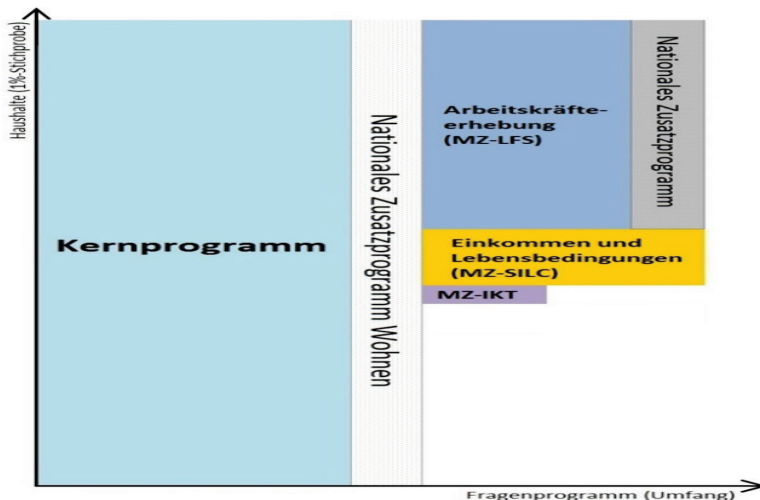 Haushalte (1%-Stichprobe)
Kernprogramm
Nationales Zusatzprogramm Wohnen
Arbeitskräfte-
erhebung
(MZ-LFS)
Nationales Zusatzprogramm
Einkommen und
Lebensbedingungen
(MZ-SILC)
MZ-IKT
Fragenprogramm (Umfang)